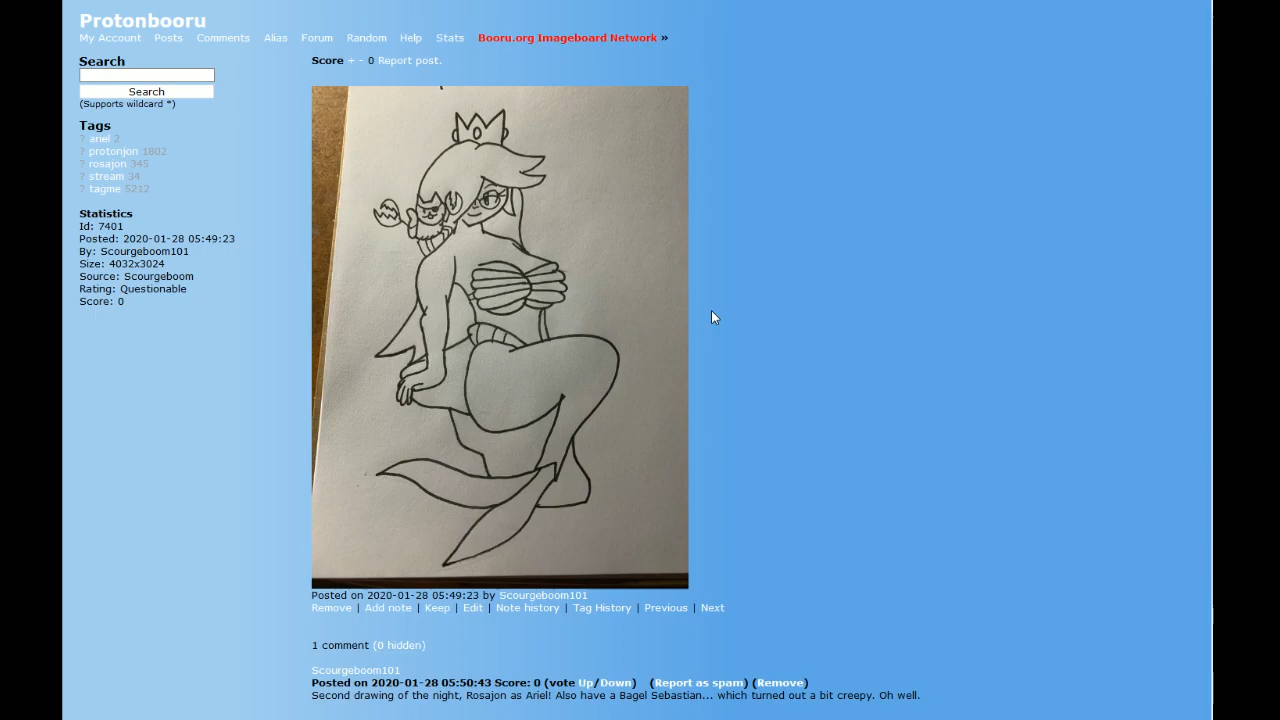 Protonbooru
My Account Posts Comments Alias Forum Random Help Stats Booru.org Imageboard Network »
Search
Search
(Supports wildcard *)
Tags
? ariel 2
? protonjon 1802
? rosajon 345
? stream 34
? tagme 5212
Statistics
Id: 7401
Posted: 2020-01-28 05:49:23
By: Scourgeboom101
Size: 4032x3024
Source: Scourgeboom
Rating: Questionable
Score: 0
Score + - 0 Report post.
Posted on 2020-01-28 05:49:23 by Scourgeboom101
Remove | Add note | Keep | Edit | Note history | Tag History | Previous | Next
1 comment (0 hidden)
Scourgeboom101
Posted on 2020-01-28 05:50:43 Score: 0 (vote Up/Down) (Report as spam) (Remove)
Second drawing of the night, Rosajon as Ariel! Also have a Bagel Sebastian... which turned out a bit creepy. Oh well.